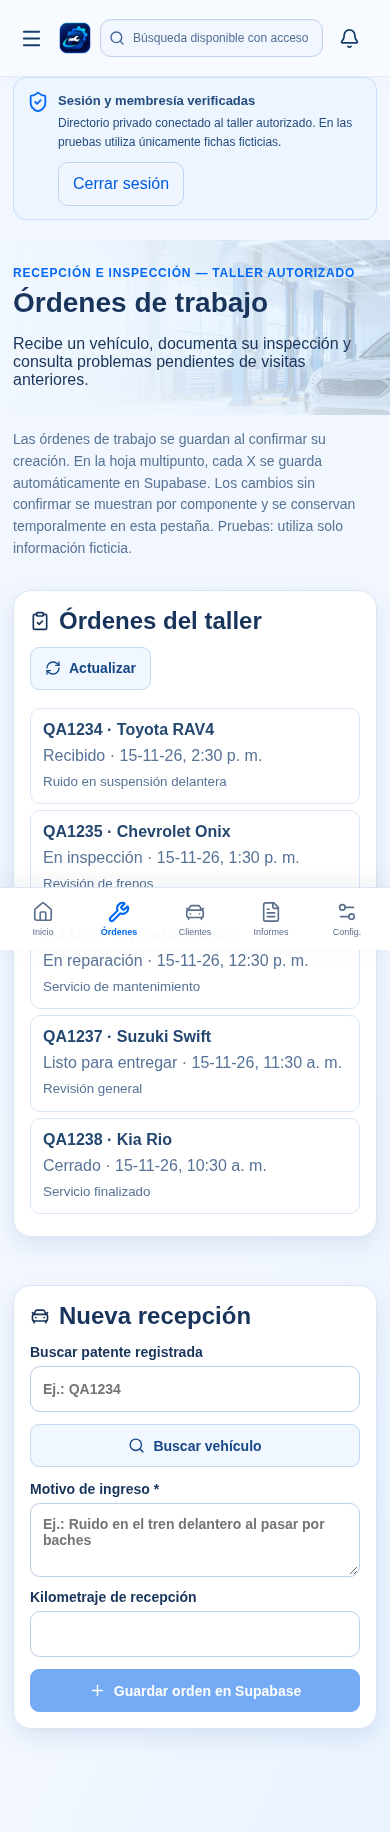 Búsqueda disponible con acceso
Sesión y membresía verificadas
Directorio privado conectado al taller autorizado. En las
pruebas utiliza únicamente fichas ficticias.
Cerrar sesión
RECEPCIÓN E INSPECCIÓN — TALLER AUTORIZADO
Órdenes de trabajo
Recibe un vehículo, documenta su inspección y
consulta problemas pendientes de visitas
anteriores.
Las órdenes de trabajo se guardan al confirmar su
creación. En la hoja multipunto, cada X se guarda
automáticamente en Supabase. Los cambios sin
confirmar se muestran por componente y se conservan
temporalmente en esta pestaña. Pruebas: utiliza solo
información ficticia.
Órdenes del taller
Actualizar
QA1234 · Toyota RAV4
Recibido · 15-11-26, 2:30 p. m.
Ruido en suspensión delantera
QA1235 · Chevrolet Onix
En inspección · 15-11-26, 1:30 p. m.
Revisión de frenos
Inicio
Órdenes
Clientes
Informes
Config.
En reparación · 15-11-26, 12:30 p. m.
Servicio de mantenimiento
QA1237 · Suzuki Swift
Listo para entregar · 15-11-26, 11:30 a. m.
Revisión general
QA1238 · Kia Rio
Cerrado · 15-11-26, 10:30 a. m.
Servicio finalizado
Nueva recepción
Buscar patente registrada
Ej.: QA1234
Buscar vehículo
Motivo de ingreso *
Ej.: Ruido en el tren delantero al pasar por
baches
Kilometraje de recepción
Guardar orden en Supabase